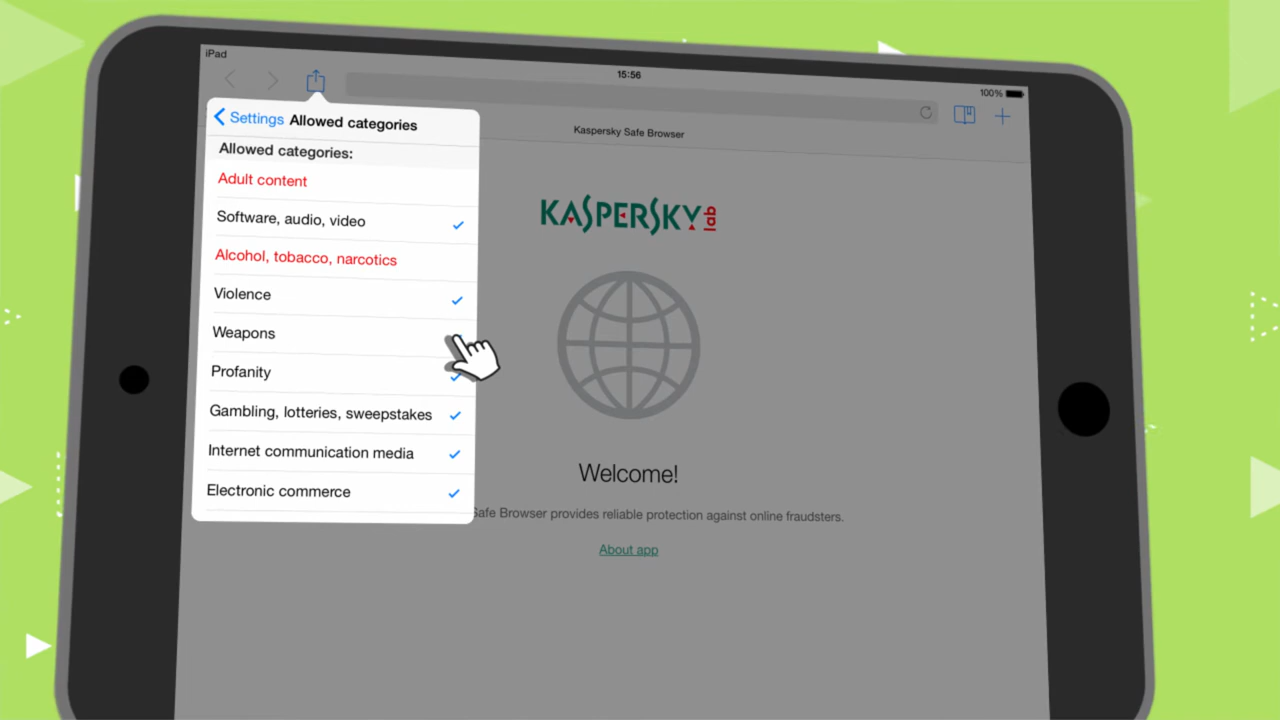 iPad
15:56
100%
Settings Allowed categories
Kaspersky Safe Browser
Allowed categories:
Adult content
Software, audio, video
Alcohol, tobacco, narcotics
Violence
Weapons
Profanity
Gambling, lotteries, sweepstakes
Internet communication media
Electronic commerce
KASPERSKY lab
Welcome!
Safe Browser provides reliable protection against online fraudsters.
About app